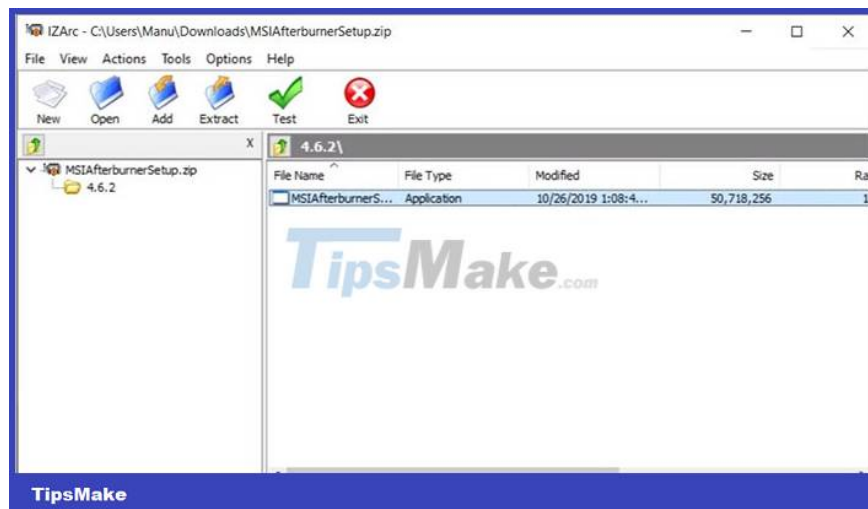 IZArc - C:\Users\Manu\Downloads\MSIAfterburnerSetup.zip
File View Actions Tools Options Help
New Open Add Extract Test Exit
X
4.6.2\
MSIAfterburnerSetup.zip
4.6.2
File Name File Type Modified Size Ra
MSIAfterburnerS... Application 10/26/2019 1:08:4... 50,718,256 1
TipsMake.com
TipsMake